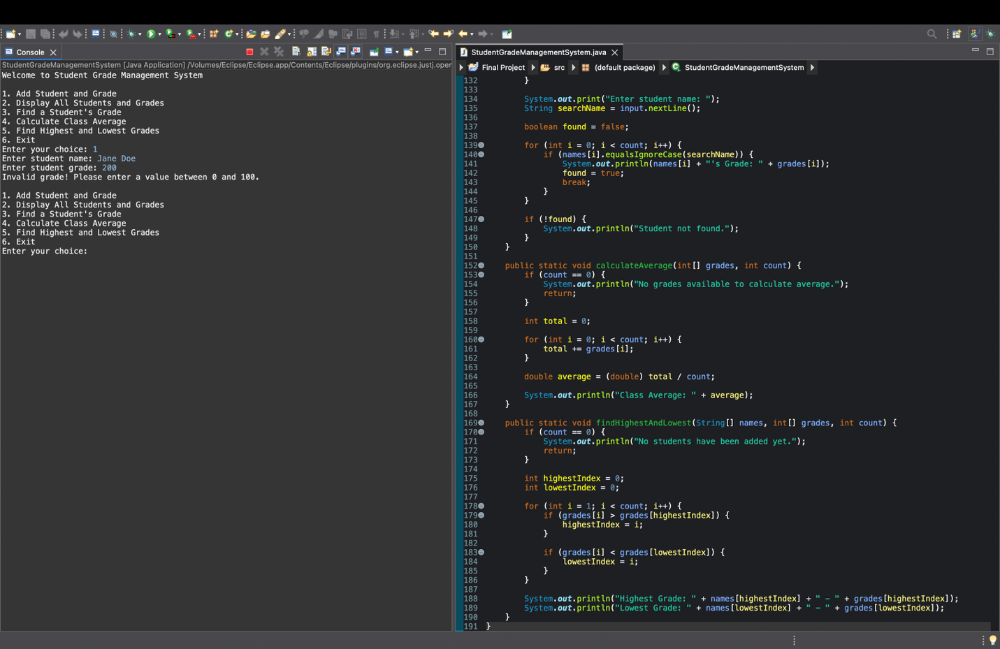 Console
StudentGradeManagementSystem [Java Application] /Volumes/Eclipse/Eclipse.app/Contents/Eclipse/plugins/org.eclipse.justj.oper
Welcome to Student Grade Management System
1. Add Student and Grade
2. Display All Students and Grades
3. Find a Student's Grade
4. Calculate Class Average
5. Find Highest and Lowest Grades
6. Exit
Enter your choice: 1
Enter student name: Jane Doe
Enter student grade: 200
Invalid grade! Please enter a value between 0 and 100.
1. Add Student and Grade
2. Display All Students and Grades
3. Find a Student's Grade
4. Calculate Class Average
5. Find Highest and Lowest Grades
6. Exit
Enter your choice:
StudentGradeManagementSystem.java
Final Project src (default package) StudentGradeManagementSystem
132 }
133
134 System.out.print("Enter student name: ");
135 String searchName = input.nextLine();
136
137 boolean found = false;
138
139 for (int i = 0; i < count; i++) {
140 if (names[i].equalsIgnoreCase(searchName)) {
141 System.out.println(names[i] + "'s Grade: " + grades[i]);
142 found = true;
143 break;
144 }
145 }
146
147 if (!found) {
148 System.out.println("Student not found.");
149 }
150 }
151
152 public static void calculateAverage(int[] grades, int count) {
153 if (count == 0) {
154 System.out.println("No grades available to calculate average.");
155 return;
156 }
157
158 int total = 0;
159
160 for (int i = 0; i < count; i++) {
161 total += grades[i];
162 }
163
164 double average = (double) total / count;
165
166 System.out.println("Class Average: " + average);
167 }
168
169 public static void findHighestAndLowest(String[] names, int[] grades, int count) {
170 if (count == 0) {
171 System.out.println("No students have been added yet.");
172 return;
173 }
174
175 int highestIndex = 0;
176 int lowestIndex = 0;
177
178 for (int i = 1; i < count; i++) {
179 if (grades[i] > grades[highestIndex]) {
180 highestIndex = i;
181 }
182
183 if (grades[i] < grades[lowestIndex]) {
184 lowestIndex = i;
185 }
186 }
187
188 System.out.println("Highest Grade: " + names[highestIndex] + " - " + grades[highestIndex]);
189 System.out.println("Lowest Grade: " + names[lowestIndex] + " - " + grades[lowestIndex]);
190 }
191 }